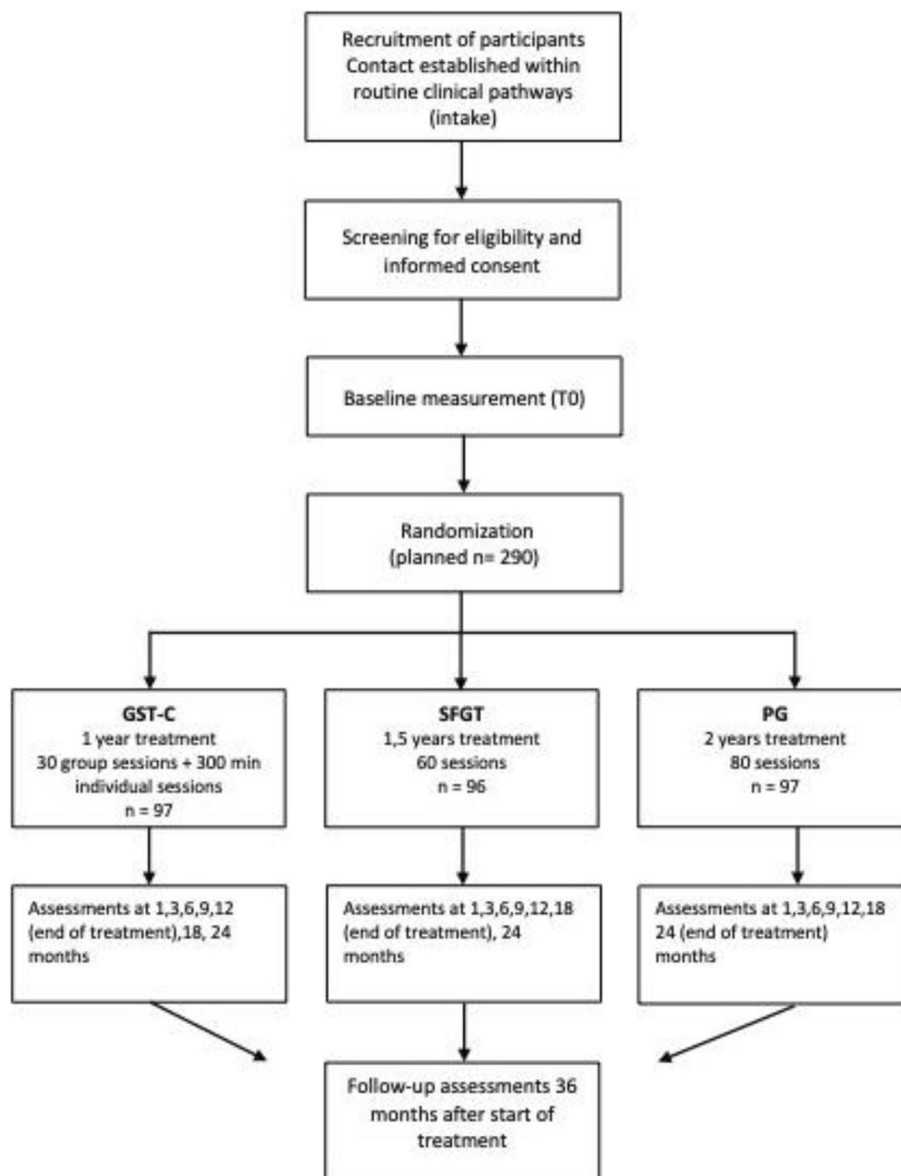 Recruitment of participants
Contact established within
routine clinical pathways
(intake)
Screening for eligibility and
informed consent
Baseline measurement (T0)
Randomization
(planned n= 290)
GST-C
1 year treatment
30 group sessions + 300 min
individual sessions
n = 97
SFGT
1,5 years treatment
60 sessions
n = 96
PG
2 years treatment
80 sessions
n = 97
Assessments at 1,3,6,9,12
(end of treatment),18, 24
months
Assessments at 1,3,6,9,12,18
(end of treatment), 24
months
Assessments at 1,3,6,9,12,18
24 (end of treatment)
months
Follow-up assessments 36
months after start of
treatment